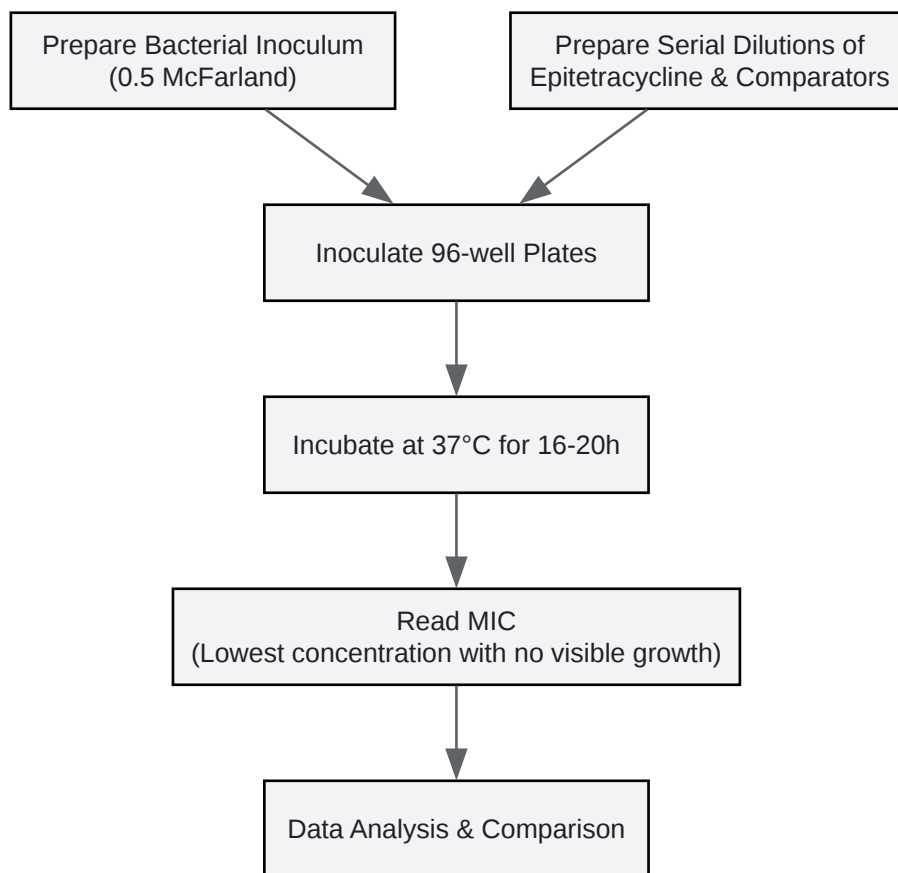 Prepare Bacterial Inoculum
(0.5 McFarland)
Prepare Serial Dilutions of
Epitetracycline & Comparators
Inoculate 96-well Plates
Incubate at 37°C for 16-20h
Read MIC
(Lowest concentration with no visible growth)
Data Analysis & Comparison